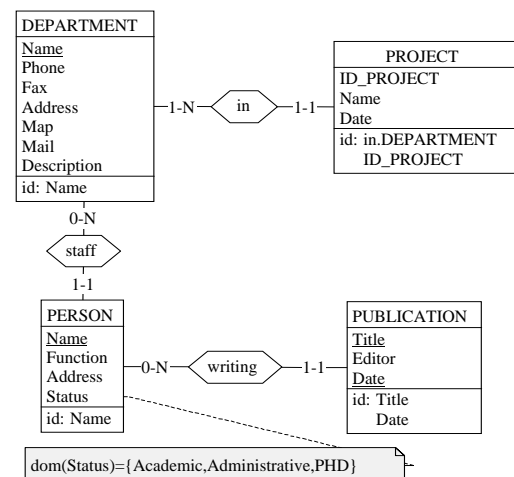 DEPARTMENT
Name
Phone
Fax
Address
Map
Mail
Description
id: Name
1-N
in
1-1
PROJECT
ID_PROJECT
Name
Date
id: in.DEPARTMENT
ID_PROJECT
0-N
staff
1-1
PERSON
Name
Function
Address
Status
id: Name
0-N
writing
1-1
PUBLICATION
Title
Editor
Date
id: Title
Date
dom(Status)={Academic,Administrative,PHD}